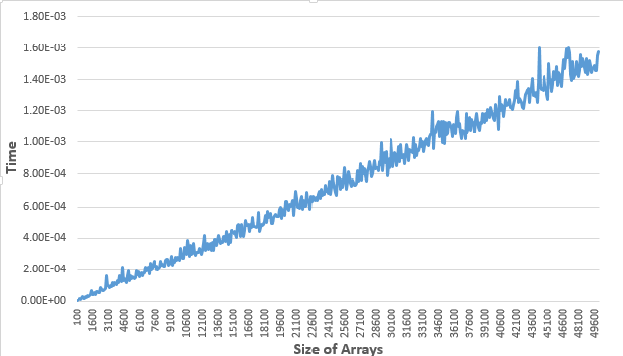 1.80E-03
1.60E-03
1.40E-03
1.20E-03
1.00E-03
8.00E-04
6.00E-04
4.00E-04
2.00E-04
0.00E+00
Time
100
1600
3100
4600
6100
7600
9100
10600
12100
13600
15100
16600
18100
19600
21100
22600
24100
25600
27100
28600
30100
31600
33100
34600
36100
37600
39100
40600
42100
43600
45100
46600
48100
49600
Size of Arrays